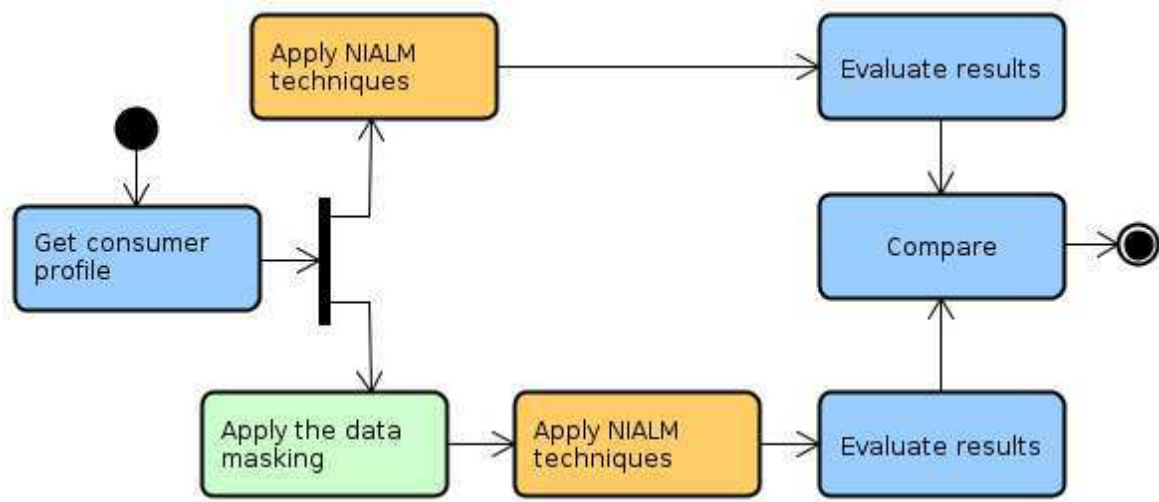 Apply NIALM
techniques
Evaluate results
Get consumer
profile
Compare
Apply the data
masking
Apply NIALM
techniques
Evaluate results